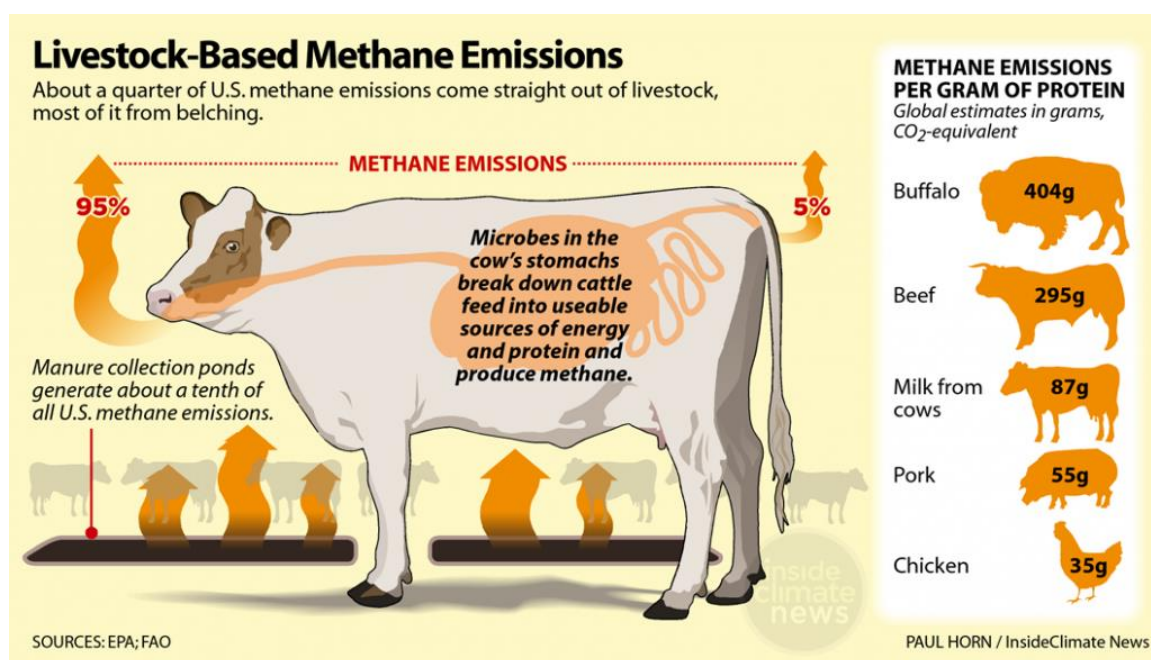 Livestock-Based Methane Emissions
About a quarter of U.S. methane emissions come straight out of livestock,
most of it from belching.
METHANE EMISSIONS
95%
5%
Microbes in the
cow's stomachs
break down cattle
feed into useable
sources of energy
and protein and
produce methane.
Manure collection ponds
generate about a tenth of
all U.S. methane emissions.
inside
climate
news
SOURCES: EPA; FAO
METHANE EMISSIONS
PER GRAM OF PROTEIN
Global estimates in grams,
CO₂-equivalent
Buffalo
404g
Beef
295g
Milk from
cows
87g
Pork
55g
Chicken
35g
PAUL HORN / InsideClimate News